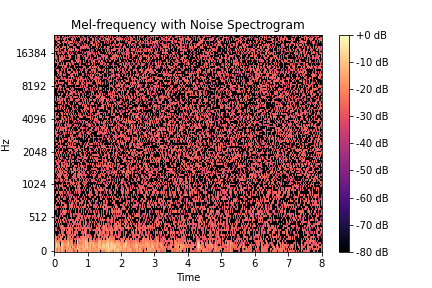 Mel-frequency with Noise Spectrogram
Hz
16384
8192
4096
2048
1024
512
0
0 1 2 3 4 5 6 7 8
Time
+0 dB
-10 dB
-20 dB
-30 dB
-40 dB
-50 dB
-60 dB
-70 dB
-80 dB